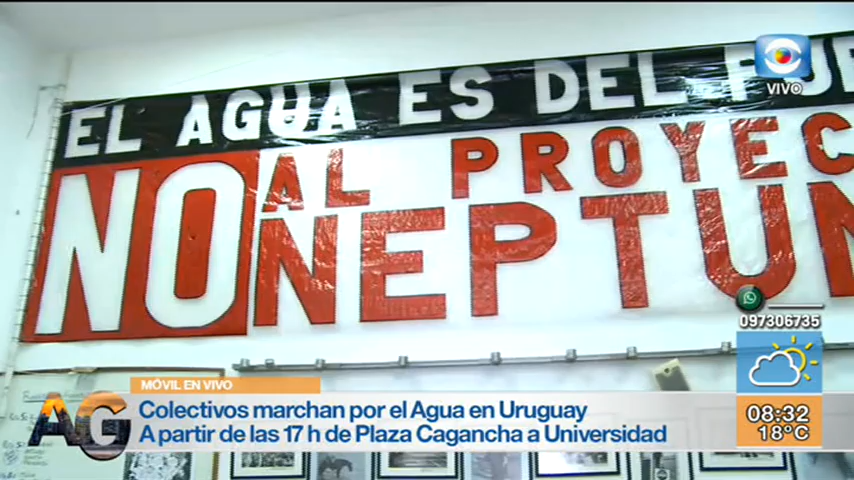 EL AGUA ES DEL PUE
VIVO
NO AL PROYEC
NEPTUN
097306735
MÓVIL EN VIVO
Colectivos marchan por el Agua en Uruguay
A partir de las 17 h de Plaza Cagancha a Universidad
AG
08:32
18°C